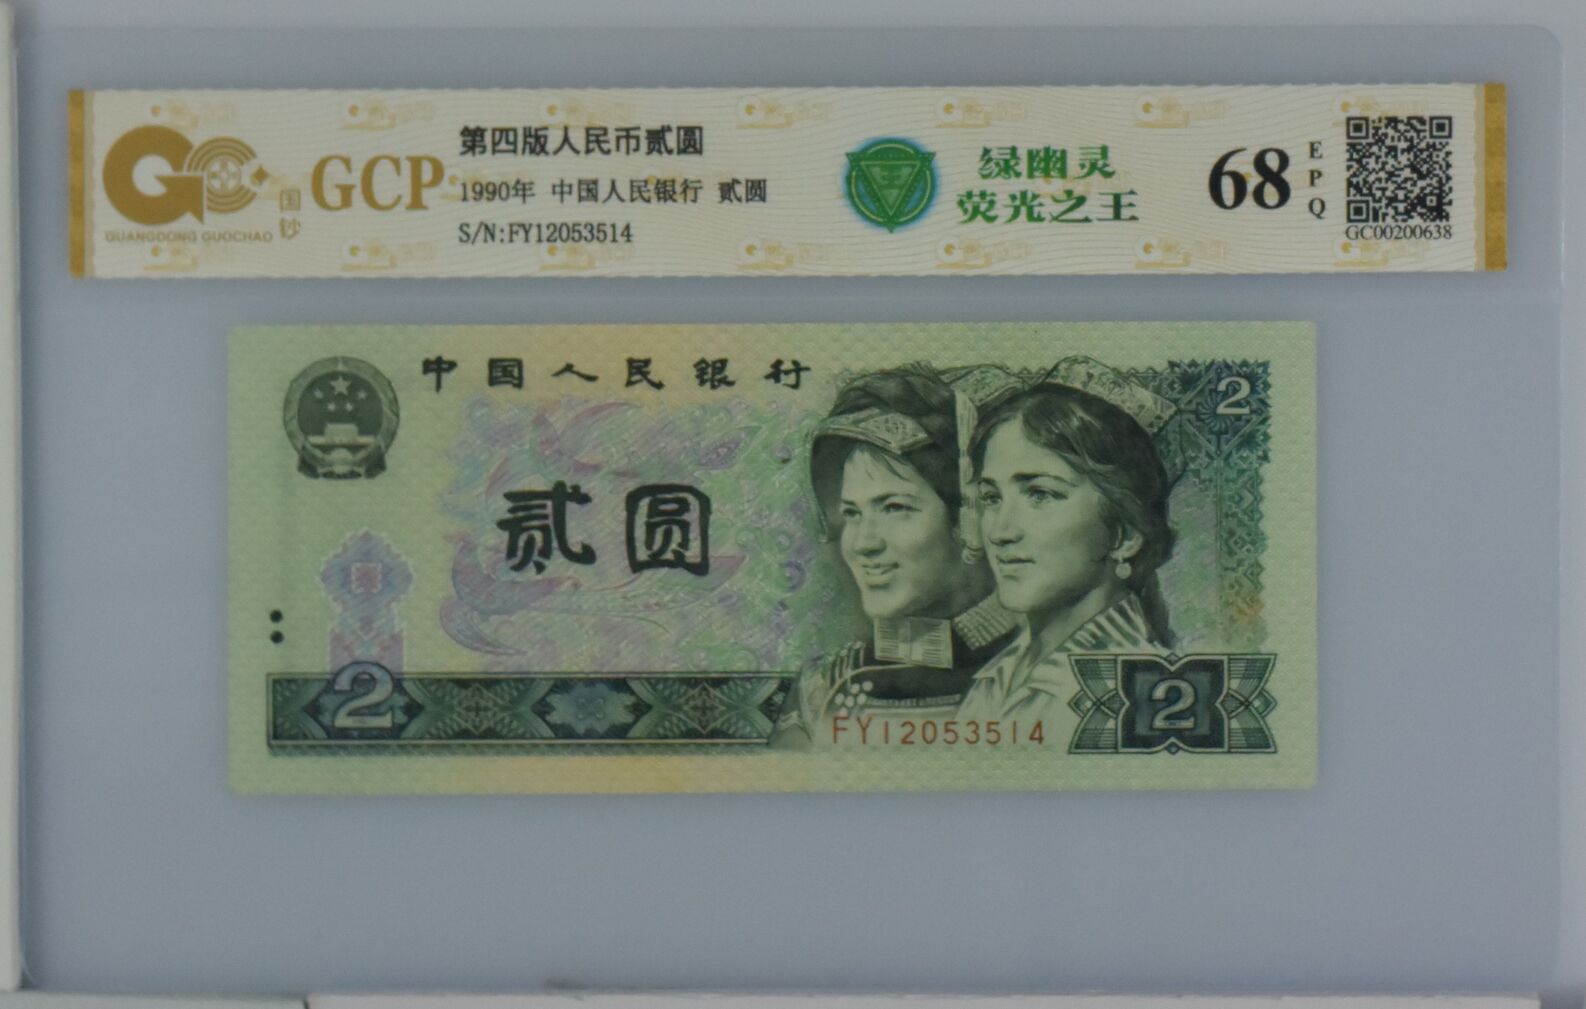 GUANGDONG GUOCHAO
国钞
GCP
第四版人民币贰圆
1990年 中国人民银行 贰圆
S/N:FY12053514
绿幽灵
荧光之王
68
EPQ
GC00200638
中国人民银行
2
贰圆
2
FY12053514
2